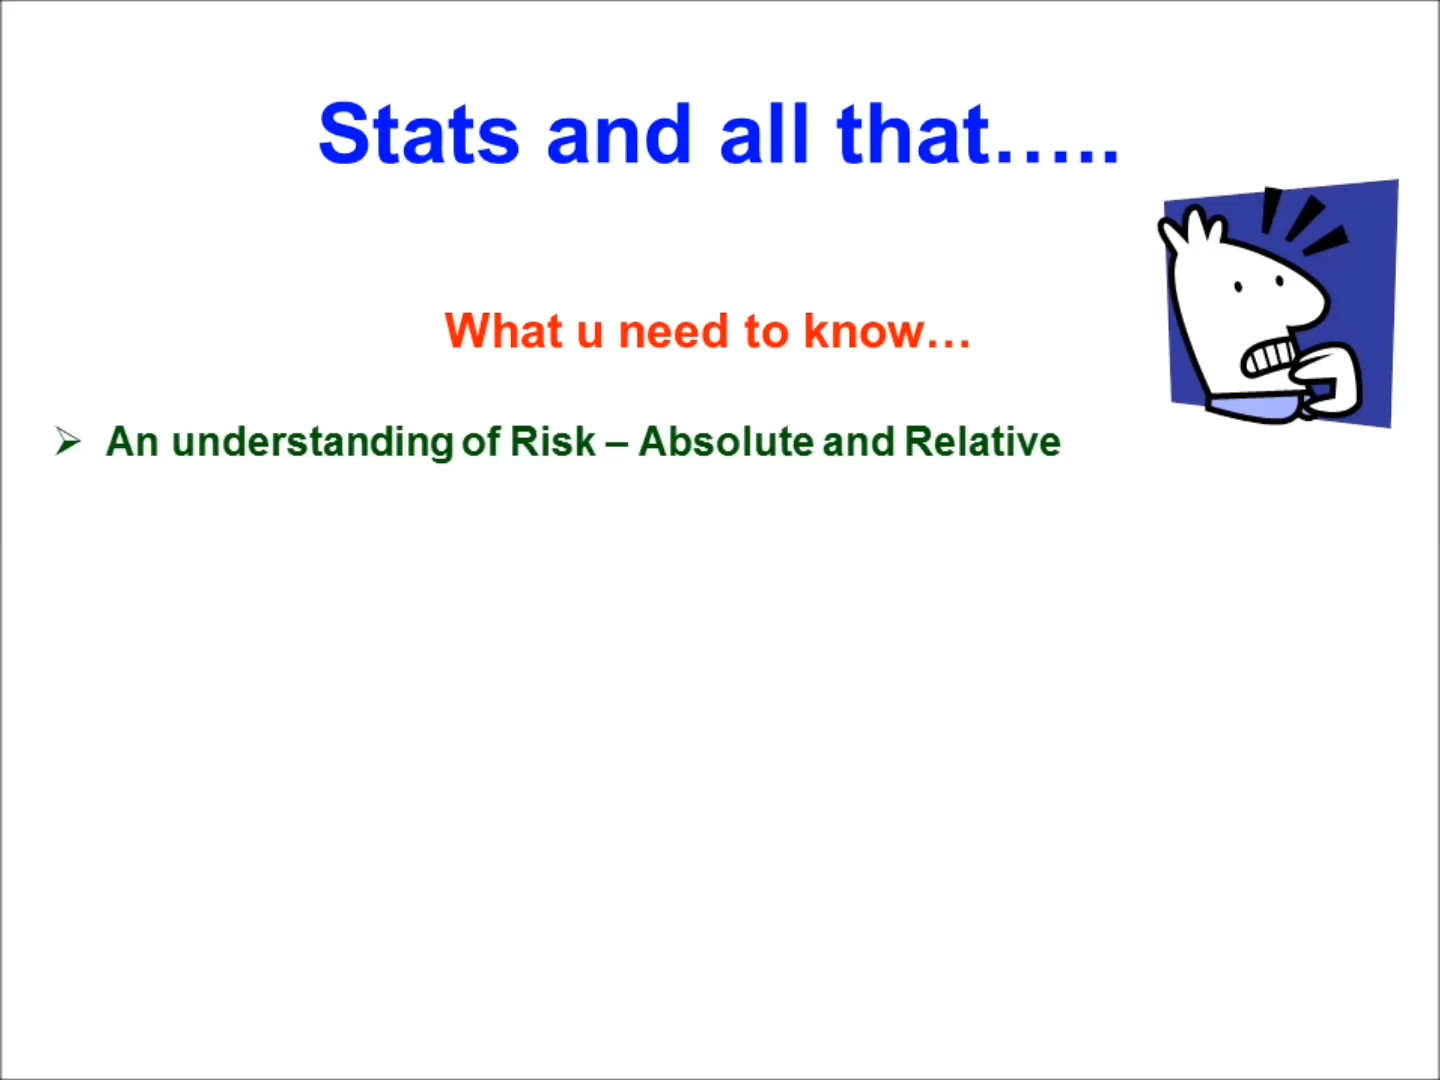 Stats and all that…..
What u need to know…
➢ An understanding of Risk – Absolute and Relative